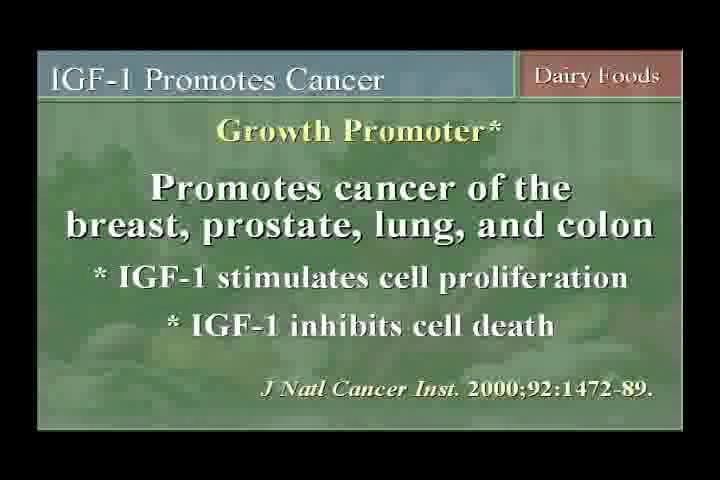 IGF-1 Promotes Cancer
Dairy Foods
Growth Promoter*
Promotes cancer of the
breast, prostate, lung, and colon
* IGF-1 stimulates cell proliferation
* IGF-1 inhibits cell death
J Natl Cancer Inst. 2000;92:1472-89.